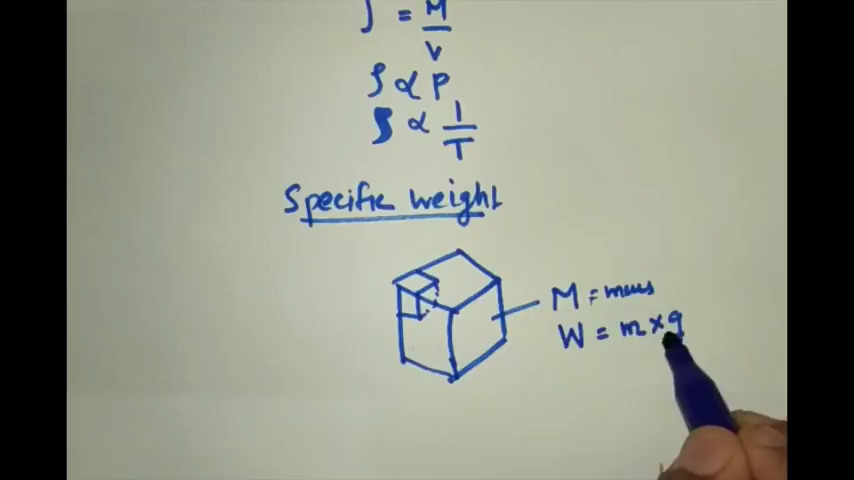 ρ = M/V
ρ ∝ P
ρ ∝ 1/T
Specific weight
M = mass
W = m × g